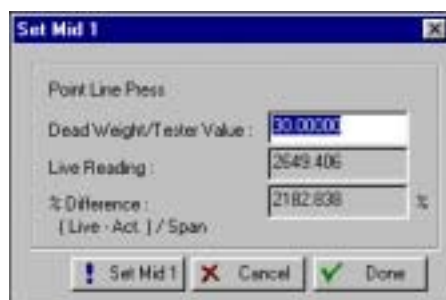 Set Mid 1
Point Line Press
Dead Weight/Tester Value : 30.00000
Live Reading : 2649.406
% Difference : 2182.838 %
( Live - Act. ) / Span
Set Mid 1 Cancel Done